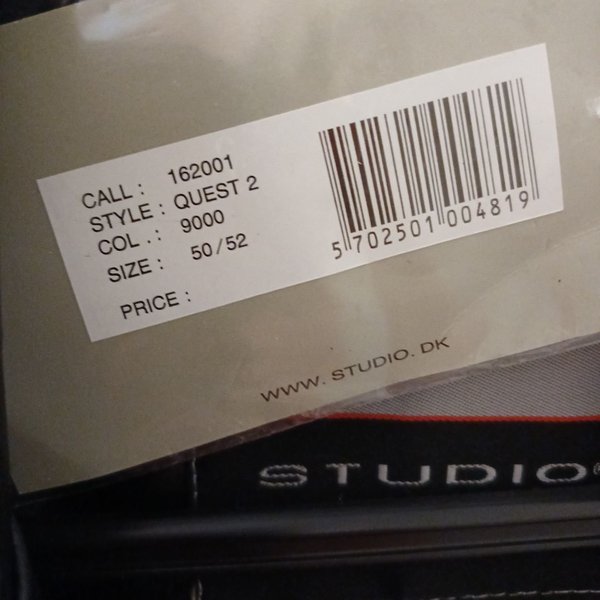 CALL : 162001
STYLE : QUEST 2
COL . : 9000
SIZE : 50/52
PRICE :
5 702501 004819
WWW. STUDIO. DK
STUDIO®